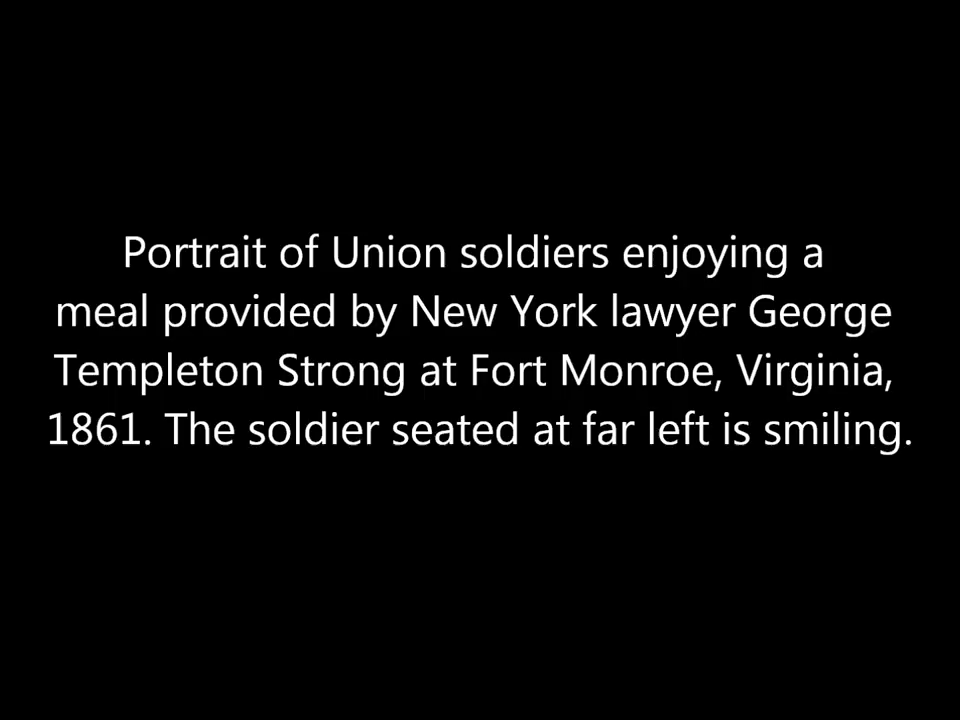 Portrait of Union soldiers enjoying a
meal provided by New York lawyer George
Templeton Strong at Fort Monroe, Virginia,
1861. The soldier seated at far left is smiling.